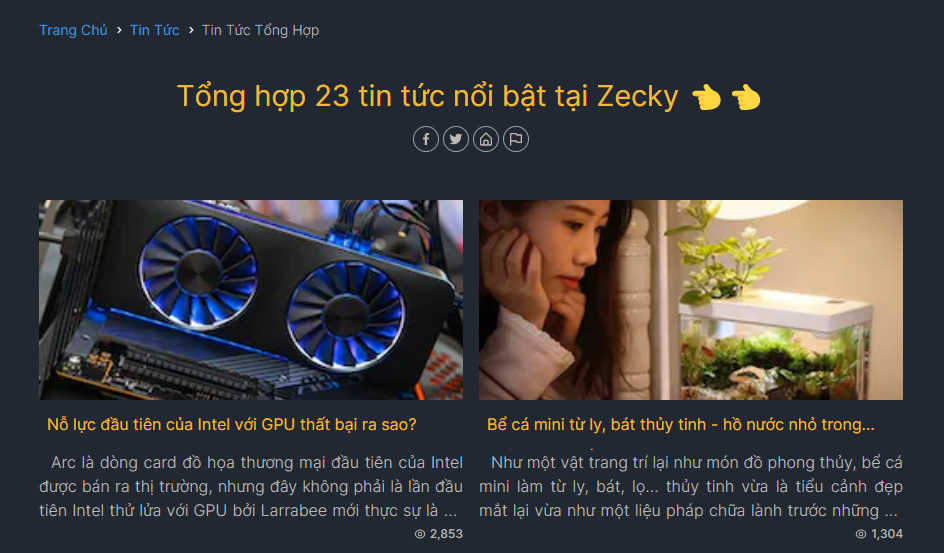 Trang Chủ › Tin Tức › Tin Tức Tổng Hợp
Tổng hợp 23 tin tức nổi bật tại Zecky 👈 👈
Nỗ lực đầu tiên của Intel với GPU thất bại ra sao?
Arc là dòng card đồ họa thương mại đầu tiên của Intel
được bán ra thị trường, nhưng đây không phải là lần đầu
tiên Intel thử lửa với GPU bởi Larrabee mới thực sự là ...
2,853
Bể cá mini từ ly, bát thủy tinh - hồ nước nhỏ trong...
Như một vật trang trí lại như món đồ phong thủy, bể cá
mini làm từ ly, bát, lọ... thủy tinh vừa là tiểu cảnh đẹp
mắt lại vừa như một liệu pháp chữa lành trước những ...
1,304